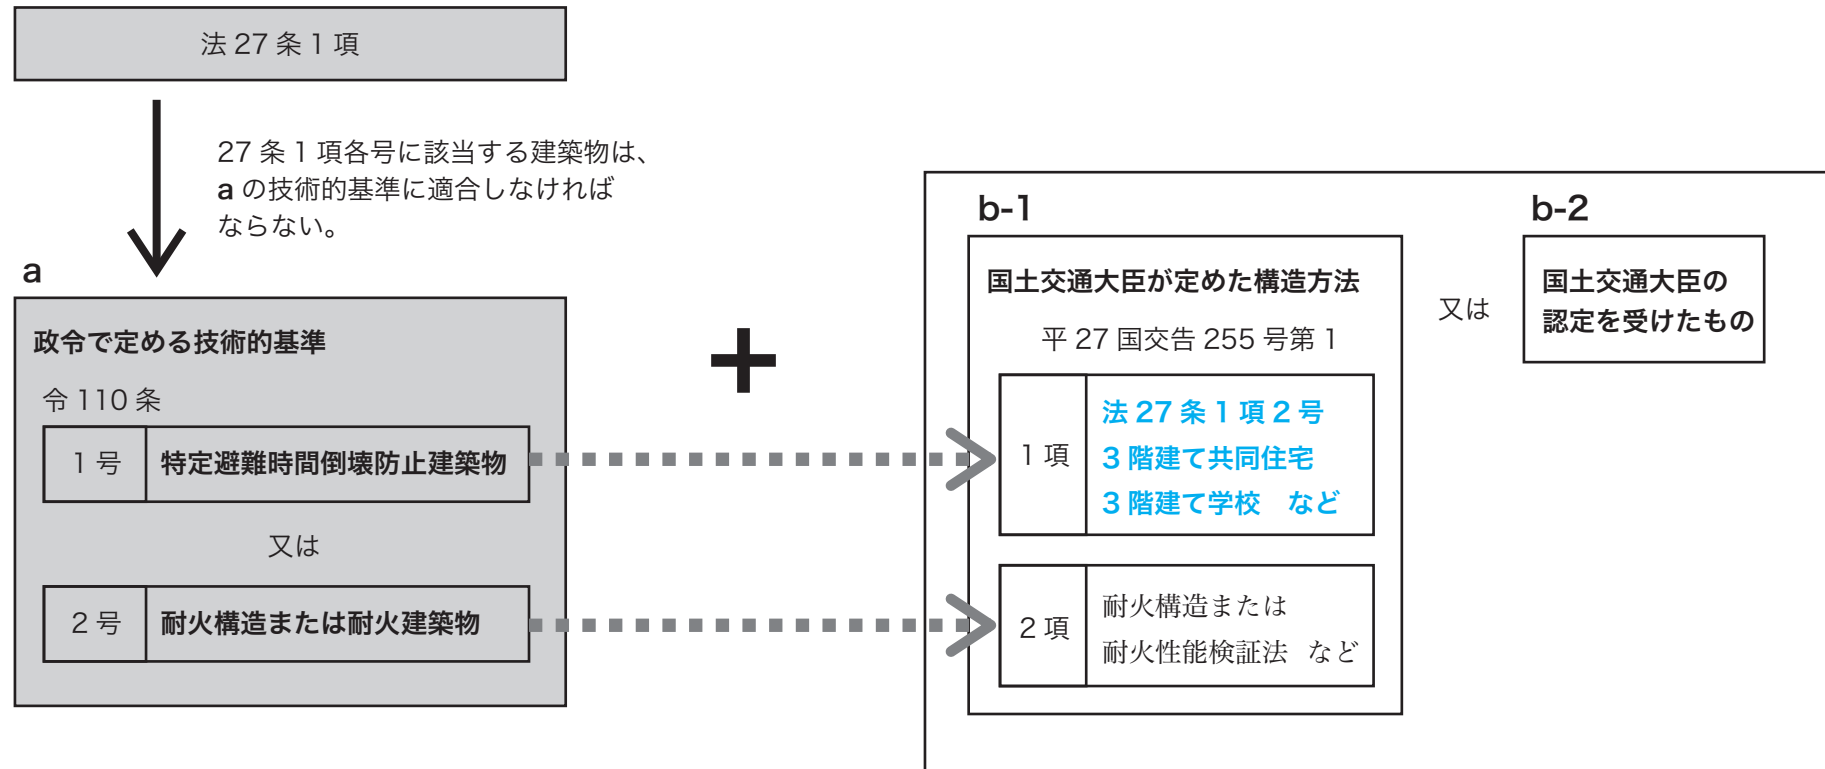 法 27 条 1 項
27 条 1 項各号に該当する建築物は、
a の技術的基準に適合しなければ
ならない。
a
政令で定める技術的基準
令 110 条
1 号 特定避難時間倒壊防止建築物
又は
2 号 耐火構造または耐火建築物
+
b-1
国土交通大臣が定めた構造方法
平 27 国交告 255 号第 1
1 項
法 27 条 1 項 2 号
3 階建て共同住宅
3 階建て学校 など
2 項
耐火構造または
耐火性能検証法 など
又は
b-2
国土交通大臣の
認定を受けたもの